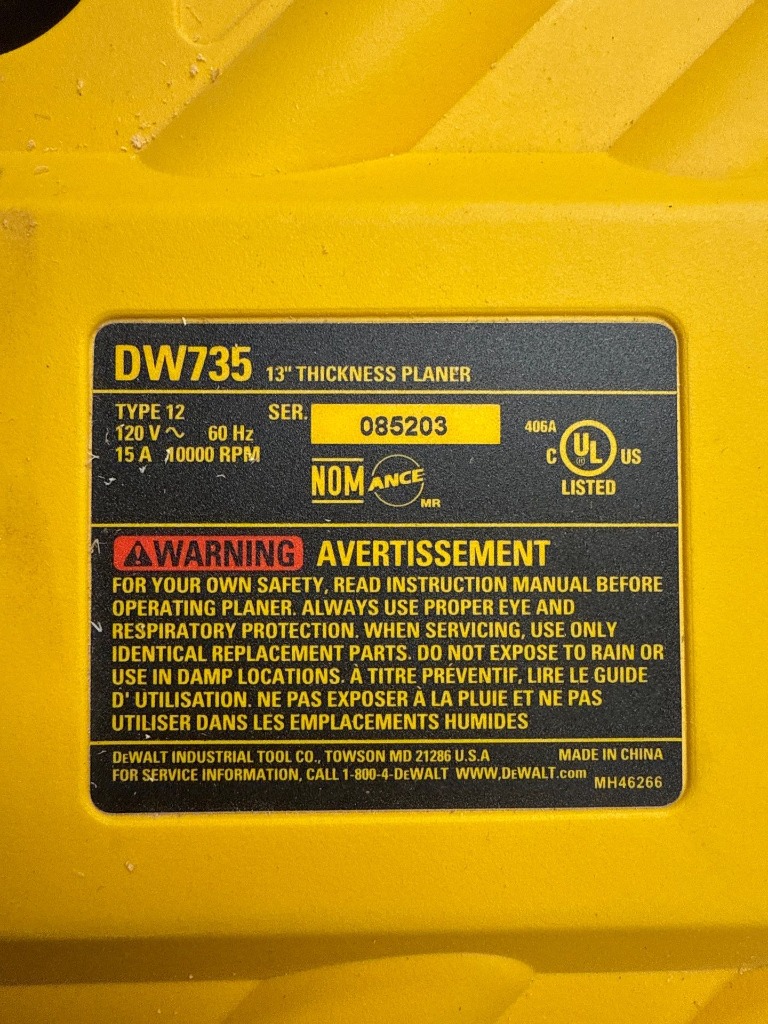 DW735 13" THICKNESS PLANER
TYPE 12 SER. 085203
120 V ~ 60 Hz
15 A 10000 RPM
406A
C UL US
LISTED
NOM ANCE
MR
WARNING AVERTISSEMENT
FOR YOUR OWN SAFETY, READ INSTRUCTION MANUAL BEFORE
OPERATING PLANER. ALWAYS USE PROPER EYE AND
RESPIRATORY PROTECTION. WHEN SERVICING, USE ONLY
IDENTICAL REPLACEMENT PARTS. DO NOT EXPOSE TO RAIN OR
USE IN DAMP LOCATIONS. À TITRE PRÉVENTIF, LIRE LE GUIDE
D' UTILISATION. NE PAS EXPOSER À LA PLUIE ET NE PAS
UTILISER DANS LES EMPLACEMENTS HUMIDES
DEWALT INDUSTRIAL TOOL CO., TOWSON MD 21286 U.S.A MADE IN CHINA
FOR SERVICE INFORMATION, CALL 1-800-4-DEWALT WWW,DEWALT.com
MH46266